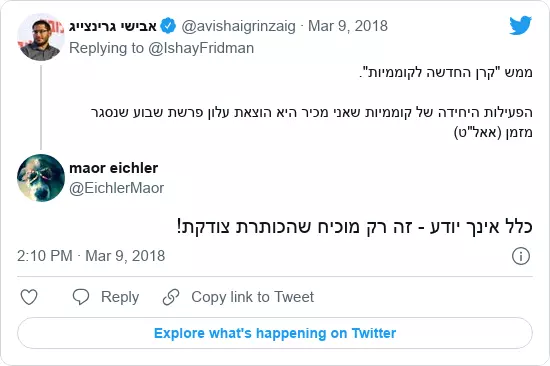 אבישי גרינצייג @avishaigrinzaig · Mar 9, 2018
Replying to @IshayFridman
ממש "קרן החדשה לקוממיות".
הפעילות היחידה של קוממיות שאני מכיר היא הוצאת עלון פרשת שבוע שנסגר
מזמן (אאל"ט)
maor eichler
@EichlerMaor
כלל אינך יודע - זה רק מוכיח שהכותרת צודקת!
2:10 PM · Mar 9, 2018
Reply
Copy link to Tweet
Explore what's happening on Twitter